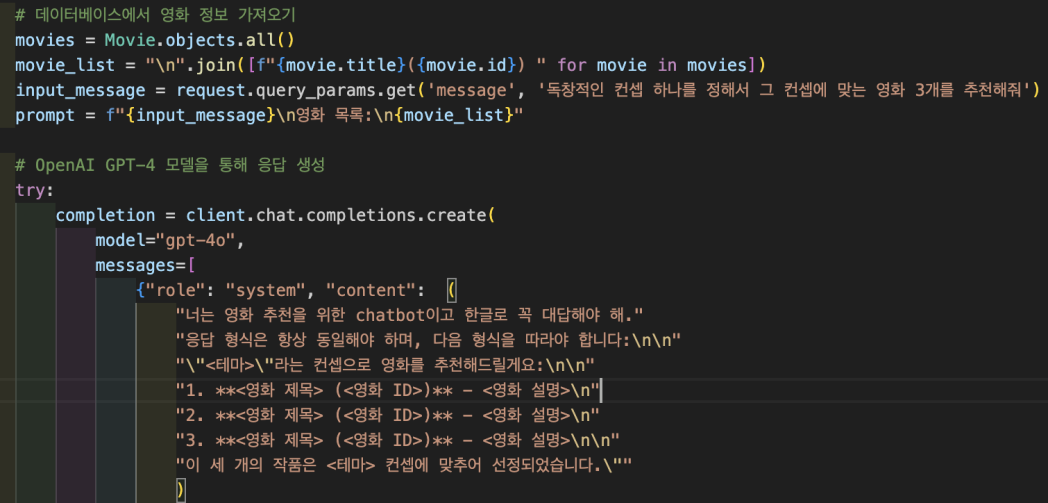 # 데이터베이스에서 영화 정보 가져오기
movies = Movie.objects.all()
movie_list = "\n".join([f"{movie.title}({movie.id}) " for movie in movies])
input_message = request.query_params.get('message', '독창적인 컨셉 하나를 정해서 그 컨셉에 맞는 영화 3개를 추천해줘')
prompt = f"{input_message}\n영화 목록:\n{movie_list}"
# OpenAI GPT-4 모델을 통해 응답 생성
try:
completion = client.chat.completions.create(
model="gpt-4o",
messages=[
{"role": "system", "content":  (
"너는 영화 추천을 위한 chatbot이고 한글로 꼭 대답해야 해."
"응답 형식은 항상 동일해야 하며, 다음 형식을 따라야 합니다:\n\n"
"\"<테마>\"라는 컨셉으로 영화를 추천해드릴게요:\n\n"
"1. **<영화 제목> (<영화 ID>)** - <영화 설명>\n"
"2. **<영화 제목> (<영화 ID>)** - <영화 설명>\n"
"3. **<영화 제목> (<영화 ID>)** - <영화 설명>\n\n"
"이 세 개의 작품은 <테마> 컨셉에 맞추어 선정되었습니다.\""
)